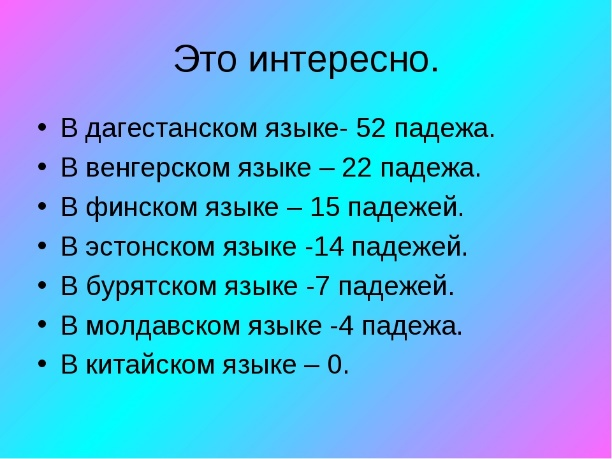 Это интересно.
• В дагестанском языке- 52 падежа.
• В венгерском языке – 22 падежа.
• В финском языке – 15 падежей.
• В эстонском языке -14 падежей.
• В бурятском языке -7 падежей.
• В молдавском языке -4 падежа.
• В китайском языке – 0.